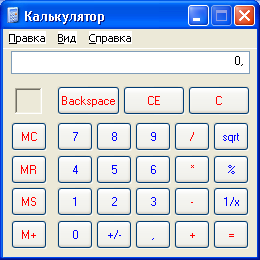 Калькулятор
Правка Вид Справка
0,
Backspace CE C
MC 7 8 9 / sqrt
MR 4 5 6 * %
MS 1 2 3 - 1/x
M+ 0 +/- , + =